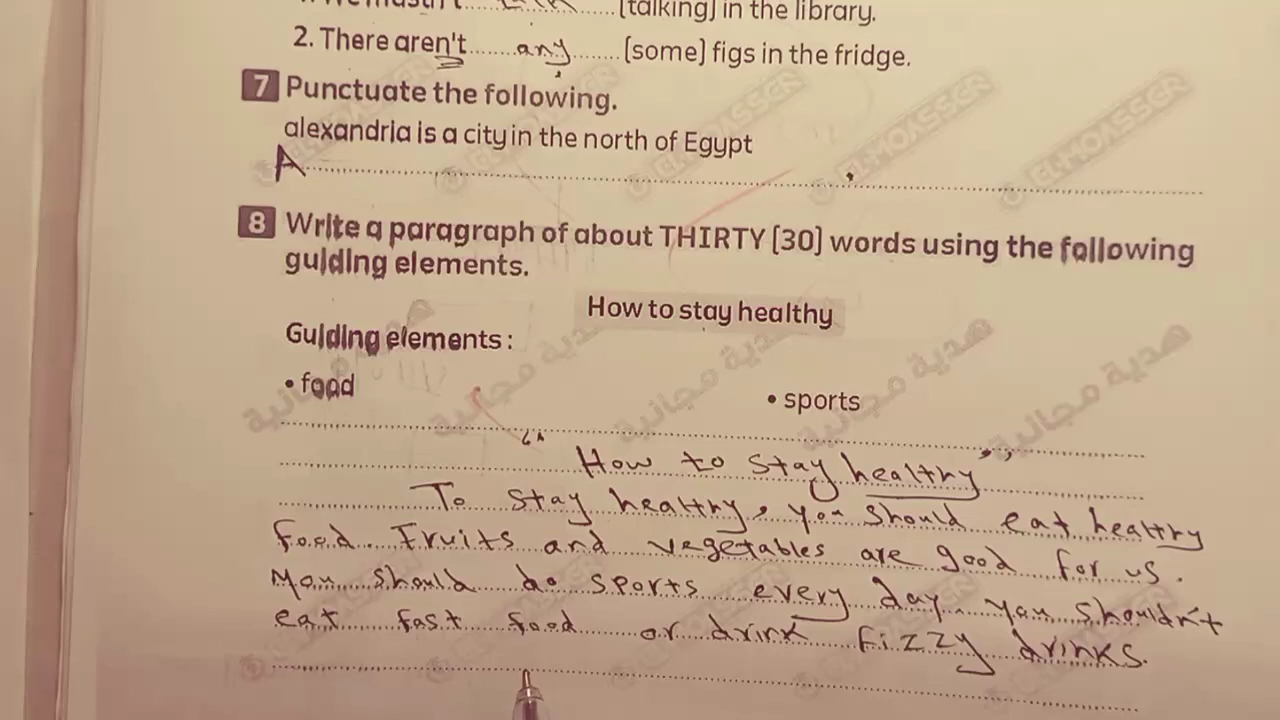 [talking] in the library.
2. There aren't any [some] figs in the fridge.
7 Punctuate the following.
alexandria is a city in the north of Egypt
A .
8 Write a paragraph of about THIRTY [30] words using the following
guiding elements.
How to stay healthy
Guiding elements :
• food
• sports
"How to stay healthy"
To stay healthy, you should eat healthy
food. Fruits and vegetables are good for us.
You should do sports every day. You shouldn't
eat fast food or drink fizzy drinks.
ELMOASSER
هدية مجانية